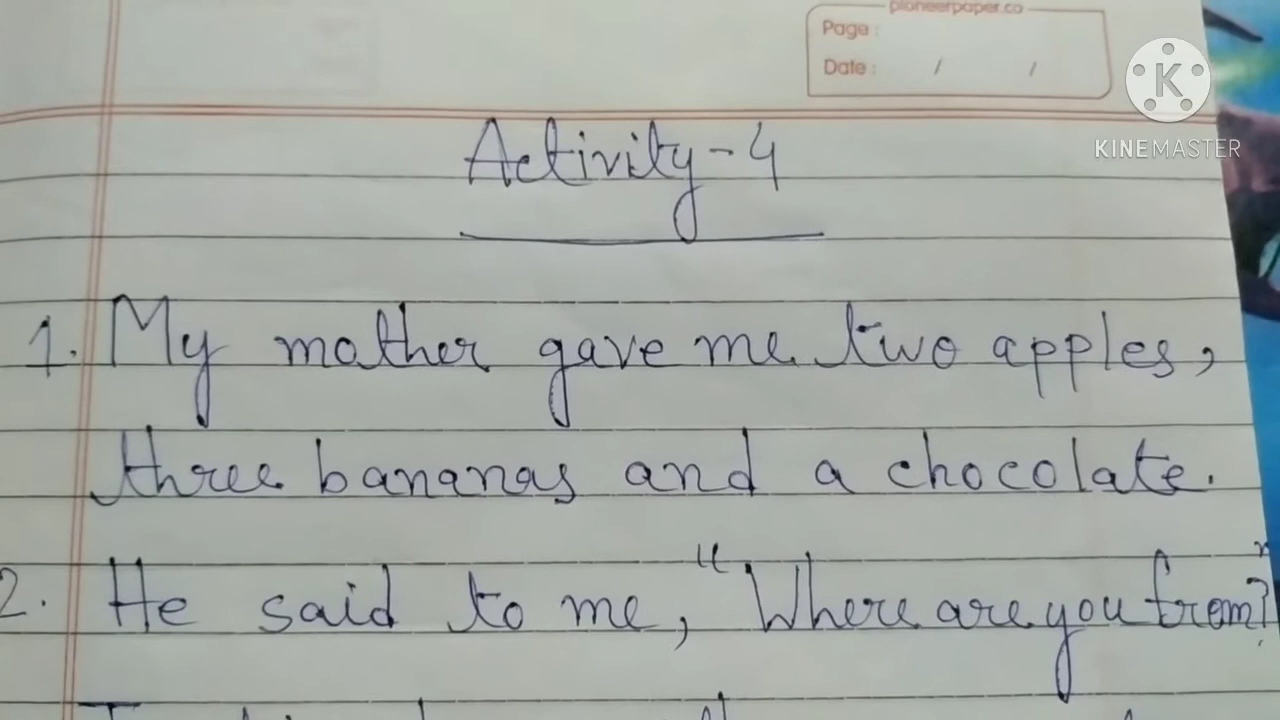 pioneerpaper.co
Page :
Date : / /
K
KINEMASTER
Activity-4
1. My mother gave me two apples,
three bananas and a chocolate.
2. He said to me, "Where are you from?"